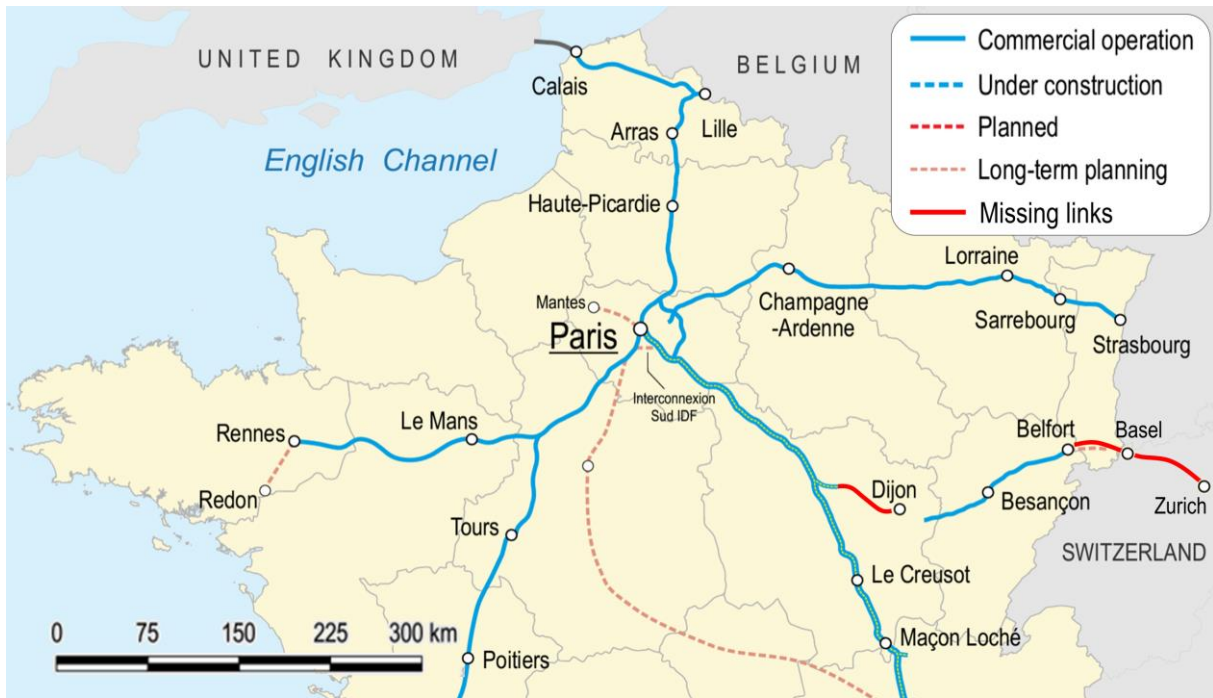 UNITED KINGDOM
BELGIUM
Commercial operation
Under construction
Planned
Long-term planning
Missing links
Calais
Lille
Arras
English Channel
Haute-Picardie
Lorraine
Mantes
Champagne
-Ardenne
Sarrebourg
Paris
Strasbourg
Interconnexion
Sud IDF
Rennes
Le Mans
Belfort
Basel
Redon
Dijon
Besançon
Zurich
Tours
SWITZERLAND
Le Creusot
0 75 150 225 300 km
Maçon Loché
Poitiers